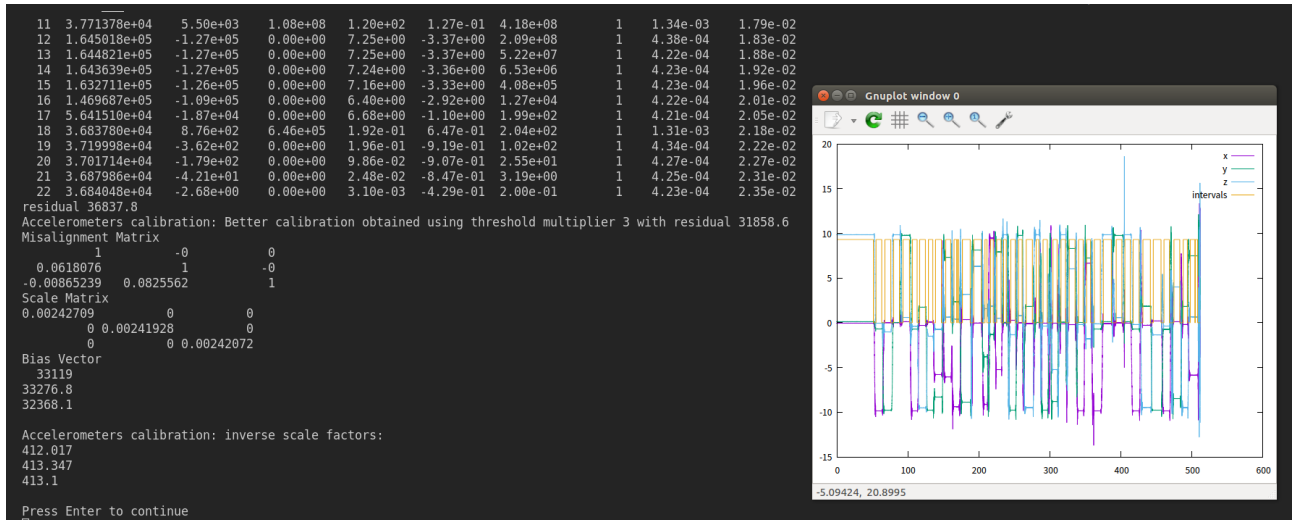 11 3.771378e+04 5.50e+03 1.08e+08 1.20e+02 1.27e-01 4.18e+08 1 1.34e-03 1.79e-02
12 1.645018e+05 -1.27e+05 0.00e+00 7.25e+00 -3.37e+00 2.09e+08 1 4.38e-04 1.83e-02
13 1.644821e+05 -1.27e+05 0.00e+00 7.25e+00 -3.37e+00 5.22e+07 1 4.22e-04 1.88e-02
14 1.643639e+05 -1.27e+05 0.00e+00 7.24e+00 -3.36e+00 6.53e+06 1 4.23e-04 1.92e-02
15 1.632711e+05 -1.26e+05 0.00e+00 7.16e+00 -3.33e+00 4.08e+05 1 4.23e-04 1.96e-02
16 1.469687e+05 -1.09e+05 0.00e+00 6.40e+00 -2.92e+00 1.27e+04 1 4.22e-04 2.01e-02
17 5.641510e+04 -1.87e+04 0.00e+00 6.68e+00 -1.10e+00 1.99e+02 1 4.21e-04 2.05e-02
18 3.683780e+04 8.76e+02 6.46e+05 1.92e-01 6.47e-01 2.04e+02 1 1.31e-03 2.18e-02
19 3.719998e+04 -3.62e+02 0.00e+00 1.96e-01 -9.19e-01 1.02e+02 1 4.34e-04 2.22e-02
20 3.701714e+04 -1.79e+02 0.00e+00 9.86e-02 -9.07e-01 2.55e+01 1 4.27e-04 2.27e-02
21 3.687986e+04 -4.21e+01 0.00e+00 2.48e-02 -8.47e-01 3.19e+00 1 4.25e-04 2.31e-02
22 3.684048e+04 -2.68e+00 0.00e+00 3.10e-03 -4.29e-01 2.00e-01 1 4.23e-04 2.35e-02
residual 36837.8
Accelerometers calibration: Better calibration obtained using threshold multiplier 3 with residual 31858.6
Misalignment Matrix
1 -0 0
0.0618076 1 -0
-0.00865239 0.0825562 1
Scale Matrix
0.00242709 0 0
0 0.00241928 0
0 0 0.00242072
Bias Vector
33119
33276.8
32368.1
Accelerometers calibration: inverse scale factors:
412.017
413.347
413.1
Press Enter to continue
Gnuplot window 0
20
15
10
5
0
-5
-10
-15
0 100 200 300 400 500 600
x
y
z
intervals
-5.09424, 20.8995